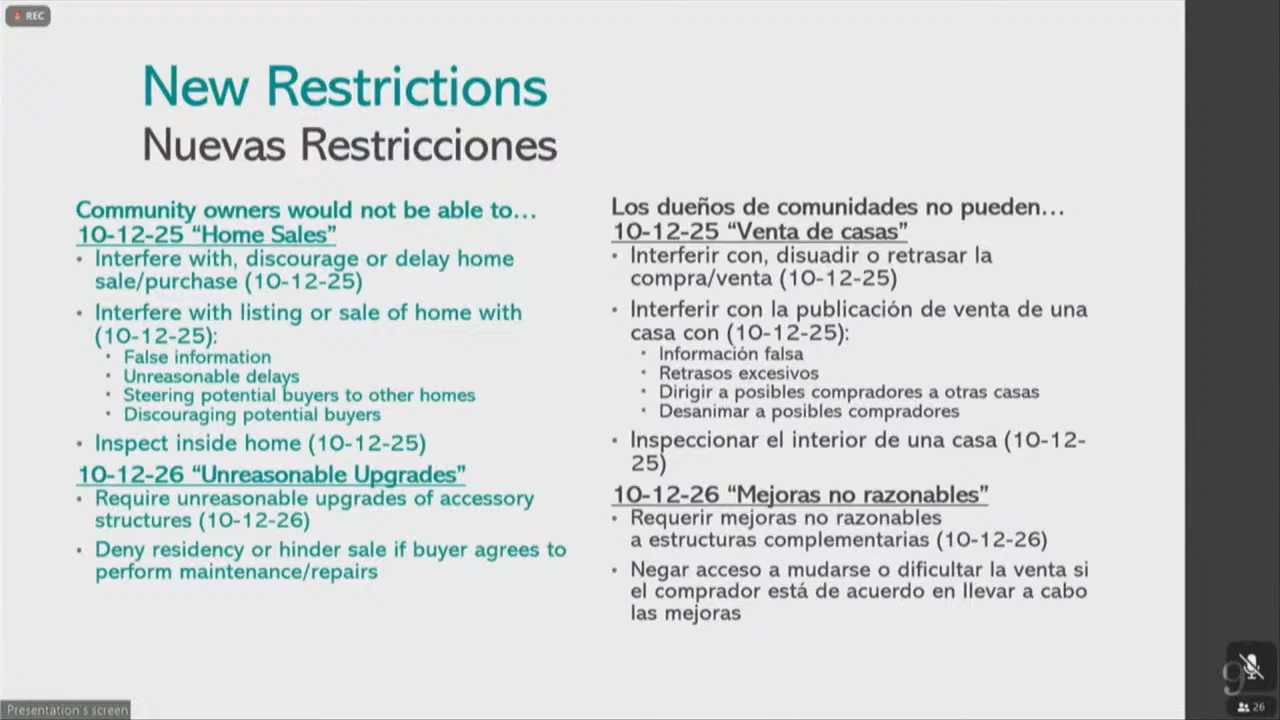 REC
New Restrictions
Nuevas Restricciones
Community owners would not be able to…
10-12-25 “Home Sales”
• Interfere with, discourage or delay home
sale/purchase (10-12-25)
• Interfere with listing or sale of home with
(10-12-25):
• False information
• Unreasonable delays
• Steering potential buyers to other homes
• Discouraging potential buyers
• Inspect inside home (10-12-25)
10-12-26 “Unreasonable Upgrades”
• Require unreasonable upgrades of accessory
structures (10-12-26)
• Deny residency or hinder sale if buyer agrees to
perform maintenance/repairs
Los dueños de comunidades no pueden…
10-12-25 “Venta de casas”
• Interferir con, disuadir o retrasar la
compra/venta (10-12-25)
• Interferir con la publicación de venta de una
casa con (10-12-25):
• Información falsa
• Retrasos excesivos
• Dirigir a posibles compradores a otras casas
• Desanimar a posibles compradores
• Inspeccionar el interior de una casa (10-12-
25)
10-12-26 “Mejoras no razonables”
• Requerir mejoras no razonables
a estructuras complementarias (10-12-26)
• Negar acceso a mudarse o dificultar la venta si
el comprador está de acuerdo en llevar a cabo
las mejoras
9
26
Presentation's screen